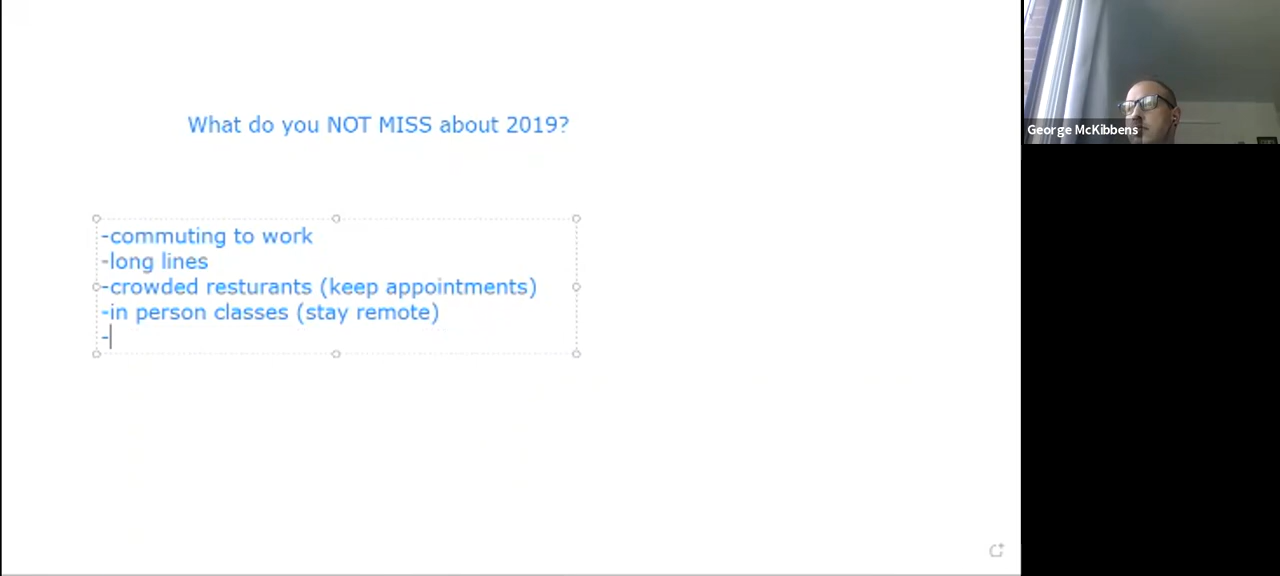 What do you NOT MISS about 2019?
-commuting to work
-long lines
-crowded resturants (keep appointments)
-in person classes (stay remote)
-
George McKibbens